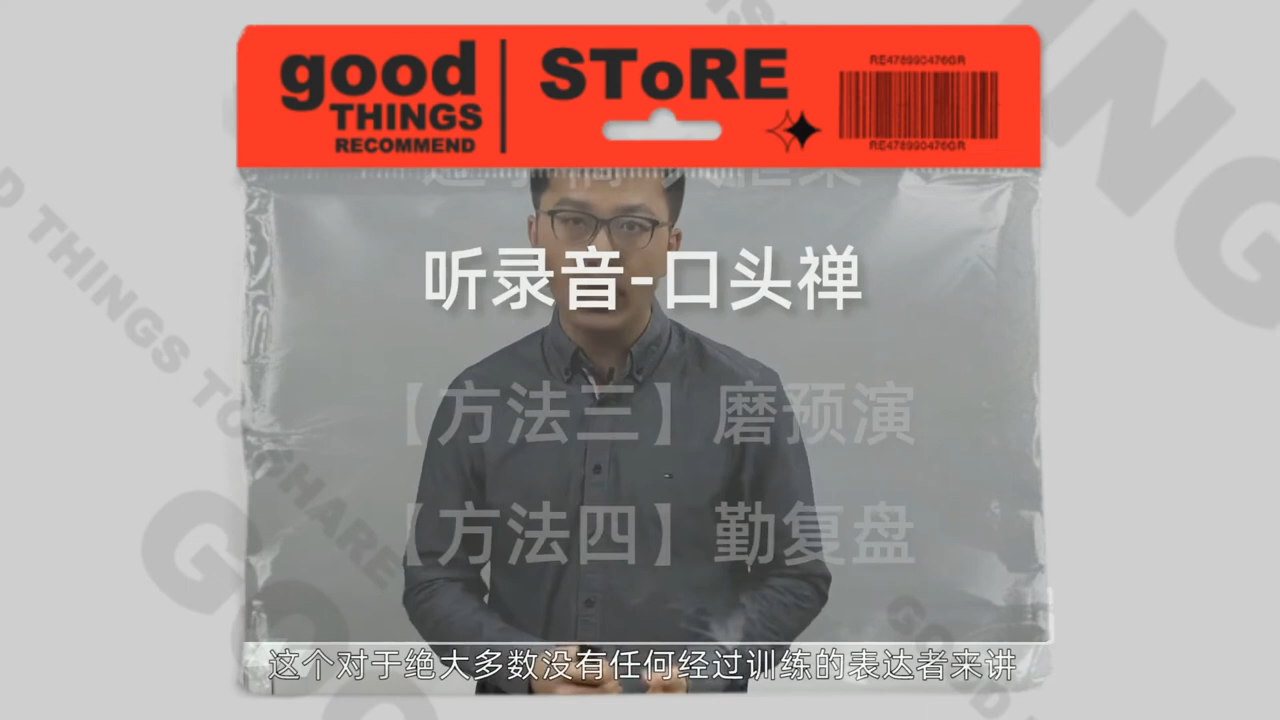 good
THINGS
RECOMMEND
SToRE
RE478990476GR
RE478990476GR
听录音-口头禅
【方法三】磨预演
【方法四】勤复盘
这个对于绝大多数没有任何经过训练的表达者来讲